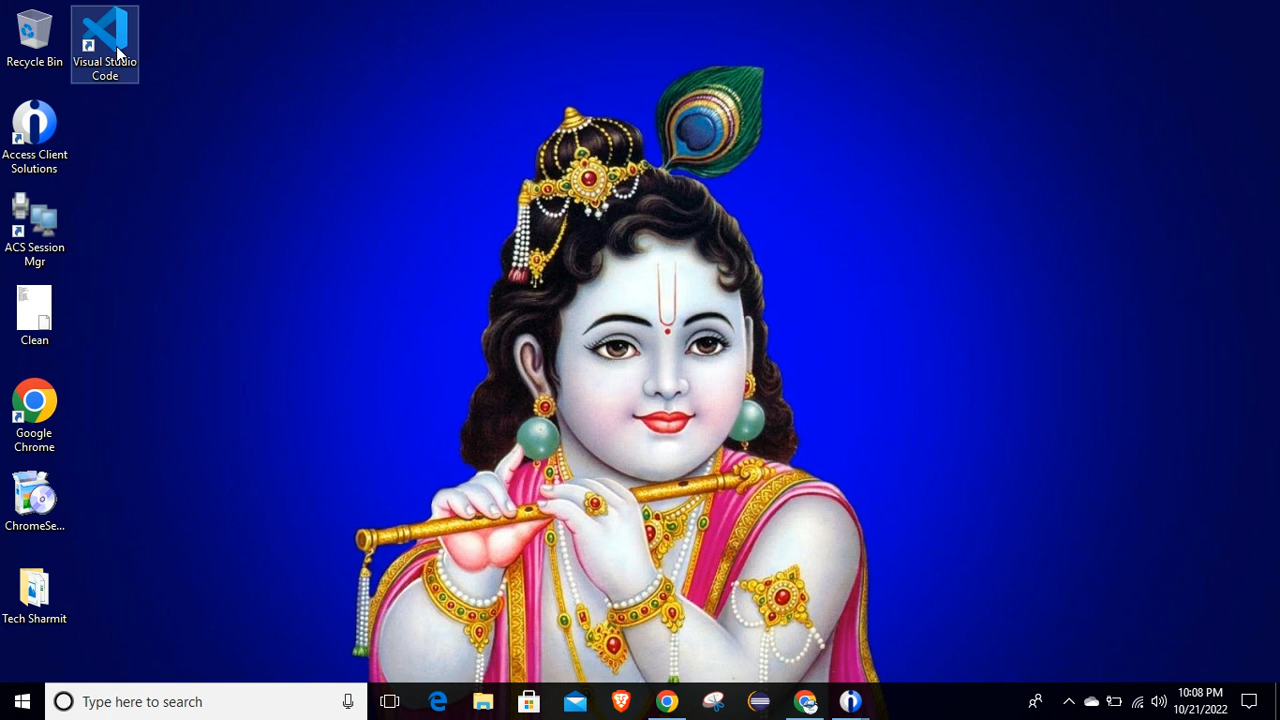 Recycle Bin
Visual Studio
Code
Access Client
Solutions
ACS Session
Mgr
Clean
Google
Chrome
ChromeSe...
Tech Sharmit
Type here to search
10:08 PM
10/21/2022